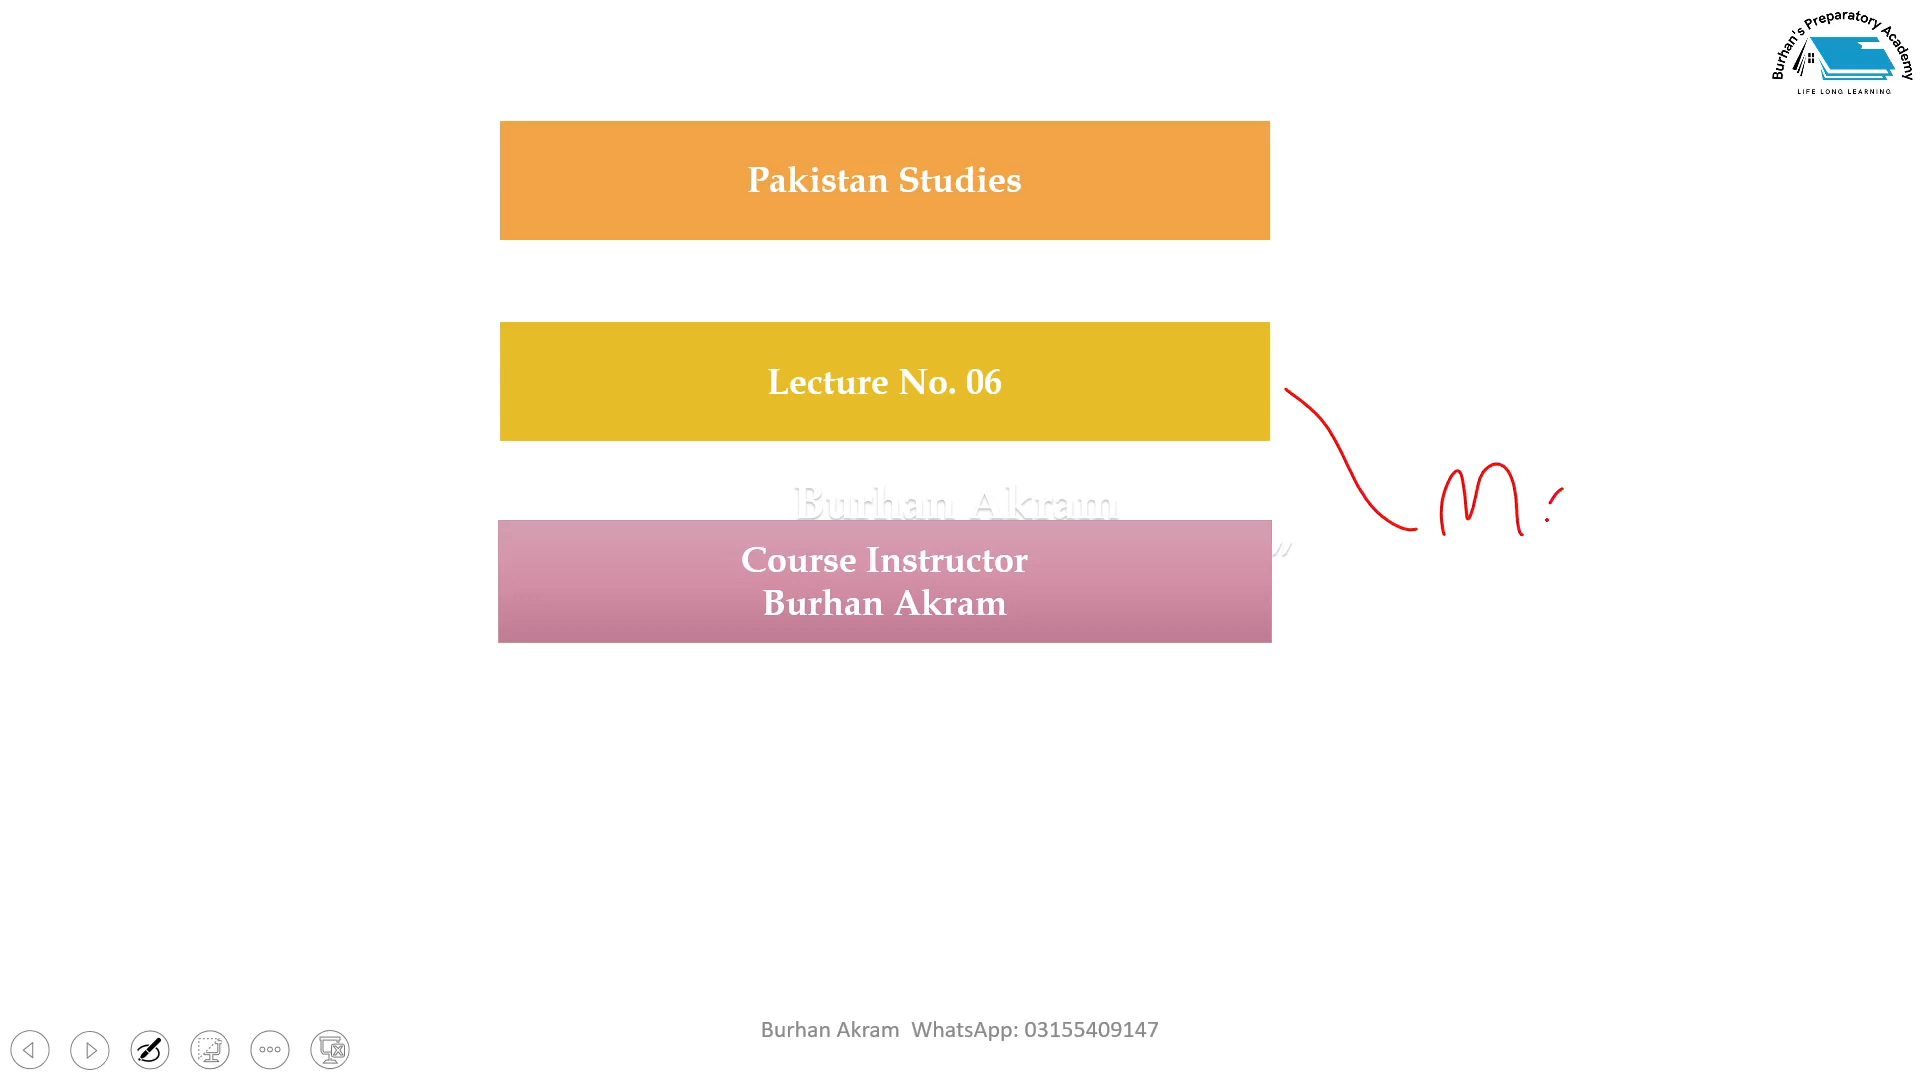 Burhan's Preparatory Academy
LIFE LONG LEARNING
Pakistan Studies
Lecture No. 06
Burhan Akram
Course Instructor
Burhan Akram
M
Burhan Akram WhatsApp: 03155409147